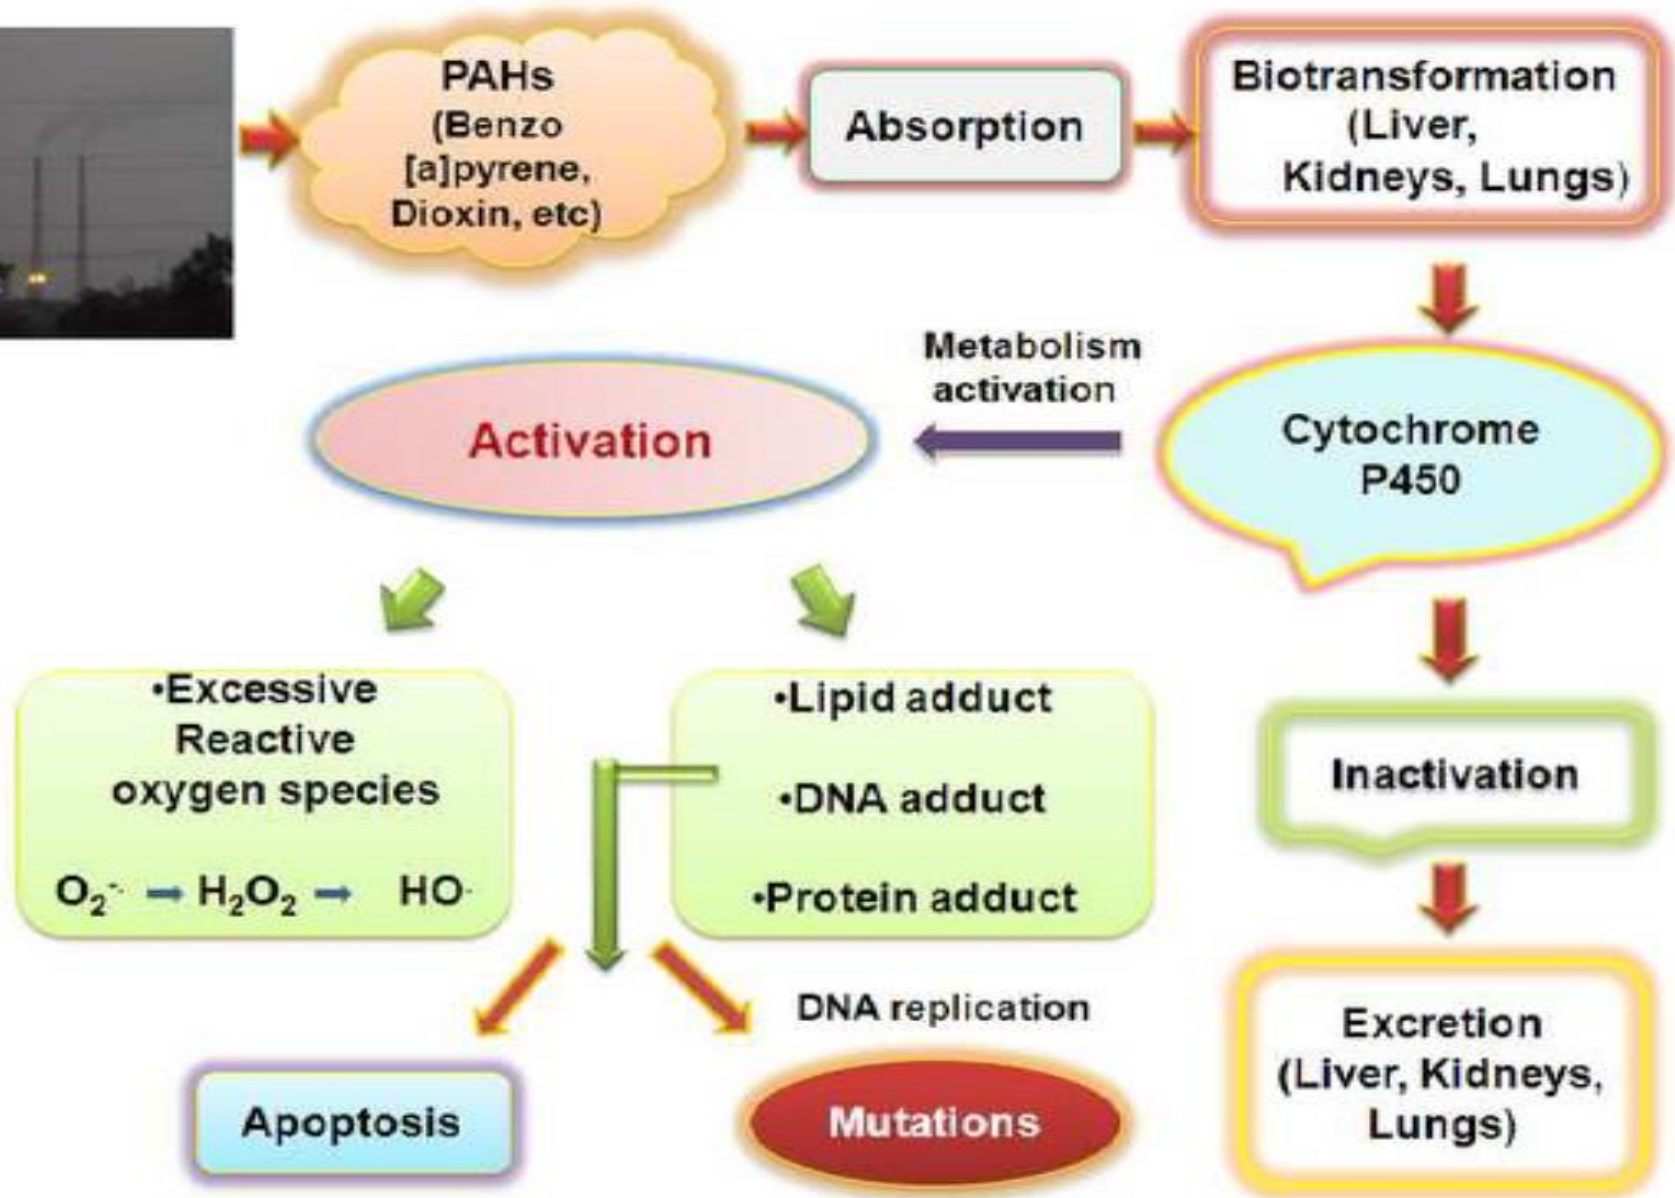 PAHs
(Benzo
[a]pyrene,
Dioxin, etc)
Absorption
Biotransformation
(Liver,
Kidneys, Lungs)
Metabolism
activation
Activation
Cytochrome
P450
•Excessive
Reactive
oxygen species
O₂⁻· → H₂O₂ → HO·
•Lipid adduct
•DNA adduct
•Protein adduct
Inactivation
DNA replication
Apoptosis
Mutations
Excretion
(Liver, Kidneys,
Lungs)